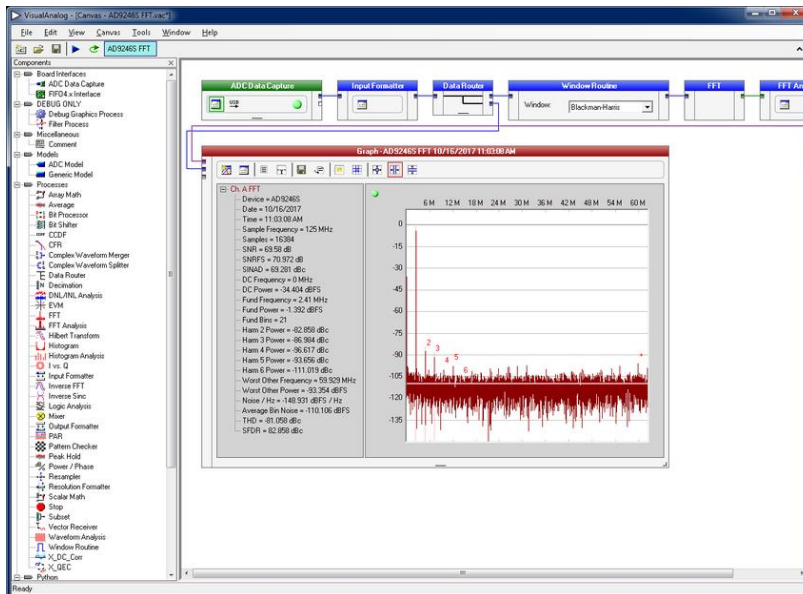 VisualAnalog - [Canvas - AD9246S FFT.vac*]
File Edit View Canvas Tools Window Help
AD9246S FFT
Components
Board Interfaces
ADC Data Capture
FIFO4.x Interface
DEBUG ONLY
Debug Graphics Process
Filter Process
Miscellaneous
Comment
Models
ADC Model
Generic Model
Processes
Array Math
Average
Bit Processor
Bit Shifter
CCDF
CFR
Complex Waveform Merger
Complex Waveform Splitter
Data Router
Decimation
DNL/INL Analysis
EVM
FFT
FFT Analysis
Hilbert Transform
Histogram
Histogram Analysis
I vs. Q
Input Formatter
Inverse FFT
Inverse Sinc
Logic Analysis
Mixer
Output Formatter
PAR
Pattern Checker
Peak Hold
Power / Phase
Resampler
Resolution Formatter
Scalar Math
Stop
Subset
Vector Receiver
Waveform Analysis
Window Routine
X_DC_Corr
X_QEC
Python
ADC Data Capture
USB
Input Formatter
Data Router
Window Routine
Window: Blackman-Harris
FFT
FFT An
Graph - AD9246S FFT 10/16/2017 11:03:08 AM
Ch. A FFT
Device = AD9246S
Date = 10/16/2017
Time = 11:03:08 AM
Sample Frequency = 125 MHz
Samples = 16384
SNR = 69.58 dB
SNRFS = 70.972 dB
SINAD = 69.281 dBc
DC Frequency = 0 MHz
DC Power = -34.404 dBFS
Fund Frequency = 2.41 MHz
Fund Power = -1.392 dBFS
Fund Bins = 21
Harm 2 Power = -82.858 dBc
Harm 3 Power = -86.984 dBc
Harm 4 Power = -96.617 dBc
Harm 5 Power = -93.656 dBc
Harm 6 Power = -111.019 dBc
Worst Other Frequency = 59.929 MHz
Worst Other Power = -93.354 dBFS
Noise / Hz = -148.931 dBFS / Hz
Average Bin Noise = -110.106 dBFS
THD = -81.058 dBc
SFDR = 82.858 dBc
6 M 12 M 18 M 24 M 30 M 36 M 42 M 48 M 54 M 60 M
0
-15
-30
-45
-60
-75
-90
-105
-120
-135
2
3
4
5
6
+
Ready